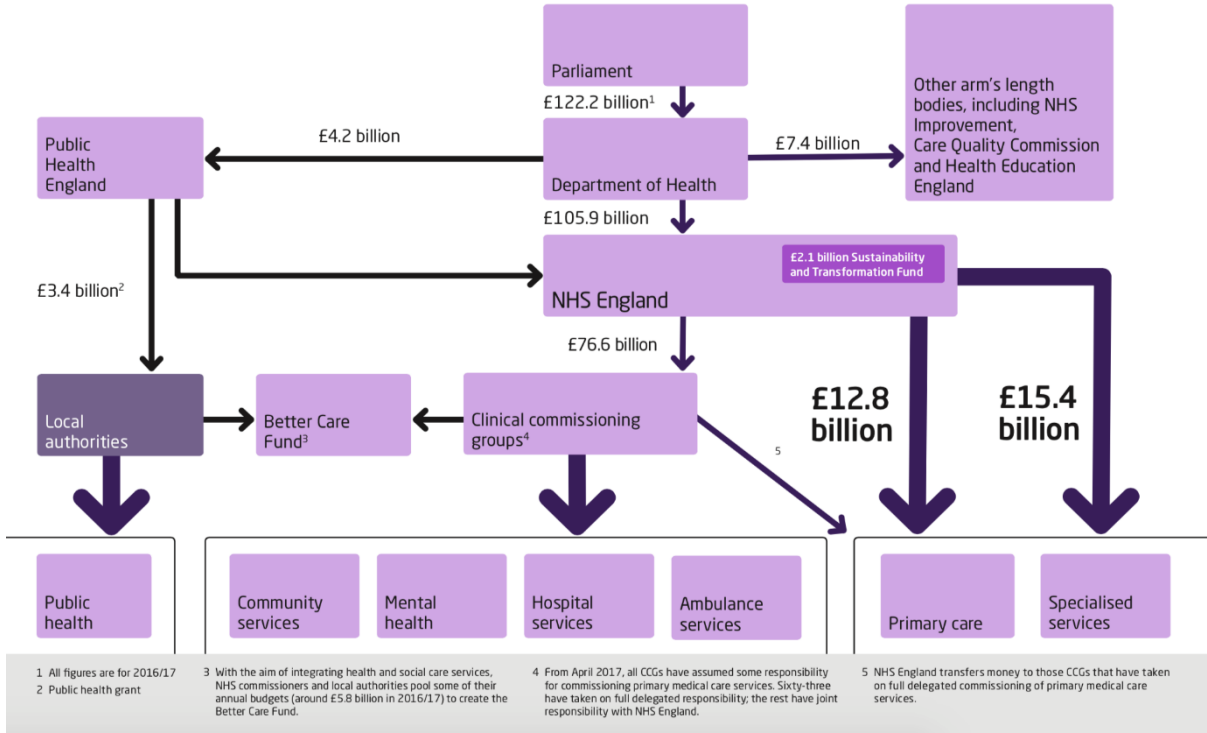 Parliament
£122.2 billion¹
Other arm's length
bodies, including NHS
Improvement,
Care Quality Commission
and Health Education
England
Public
Health
England
£4.2 billion
£7.4 billion
Department of Health
£105.9 billion
£2.1 billion Sustainability
and Transformation Fund
NHS England
£3.4 billion²
£76.6 billion
£12.8
billion
£15.4
billion
Local
authorities
Better Care
Fund³
Clinical commissioning
groups⁴
5
Public
health
Community
services
Mental
health
Hospital
services
Ambulance
services
Primary care
Specialised
services
1 All figures are for 2016/17
2 Public health grant
3 With the aim of integrating health and social care services,
NHS commissioners and local authorities pool some of their
annual budgets (around £5.8 billion in 2016/17) to create the
Better Care Fund.
4 From April 2017, all CCGs have assumed some responsibility
for commissioning primary medical care services. Sixty-three
have taken on full delegated responsibility; the rest have joint
responsibility with NHS England.
5 NHS England transfers money to those CCGs that have taken
on full delegated commissioning of primary medical care
services.